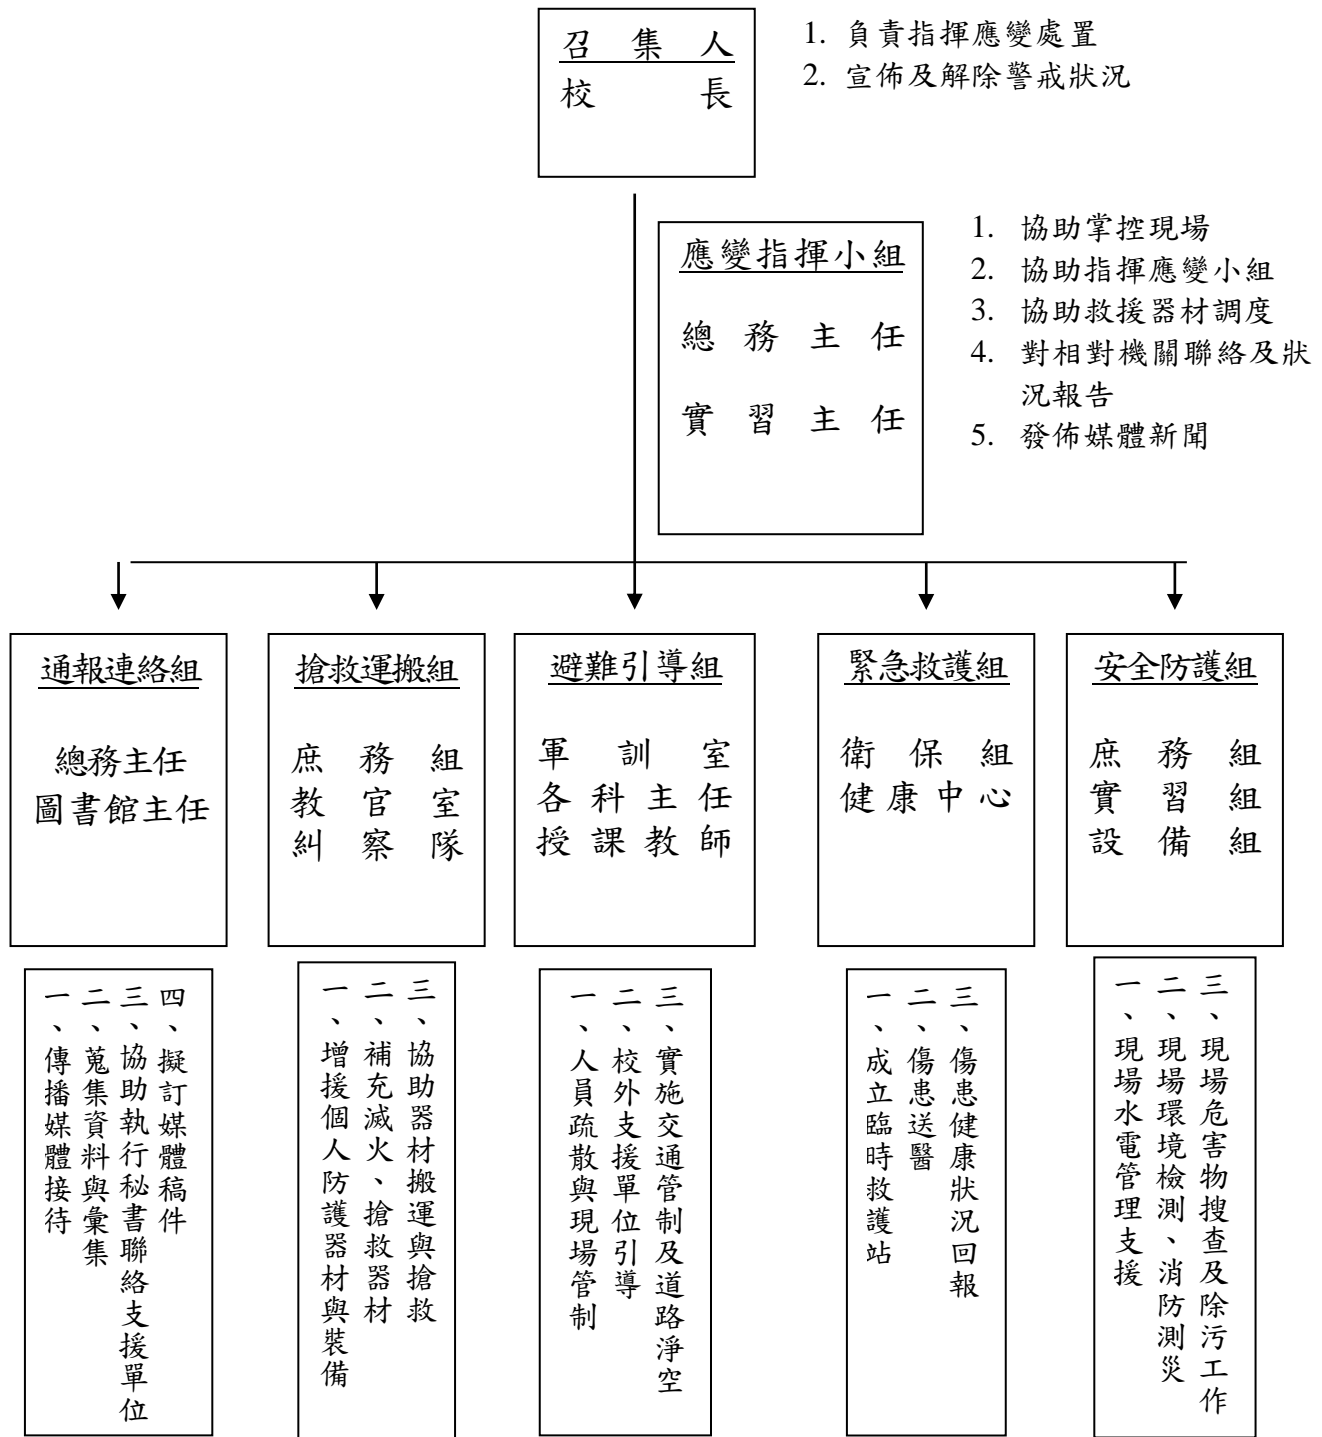 召集人
校長
1. 負責指揮應變處置
2. 宣佈及解除警戒狀況
應變指揮小組
總務主任
實習主任
1. 協助掌控現場
2. 協助指揮應變小組
3. 協助救援器材調度
4. 對相對機關聯絡及狀
況報告
5. 發佈媒體新聞
通報連絡組
總務主任
圖書館主任
搶救運搬組
庶務組
教官室
糾察隊
避難引導組
軍訓室
各科主任
授課教師
緊急救護組
衛保組
健康中心
安全防護組
庶務組
實習組
設備組
一、傳播媒體接待
二、蒐集資料與彙集
三、協助執行秘書聯絡支援單位
四、擬訂媒體稿件
一、增援個人防護器材與裝備
二、補充滅火、搶救器材
三、協助器材搬運與搶救
一、人員疏散與現場管制
二、校外支援單位引導
三、實施交通管制及道路淨空
一、成立臨時救護站
二、傷患送醫
三、傷患健康狀況回報
一、現場水電管理支援
二、現場環境檢測、消防測災
三、現場危害物搜查及除污工作